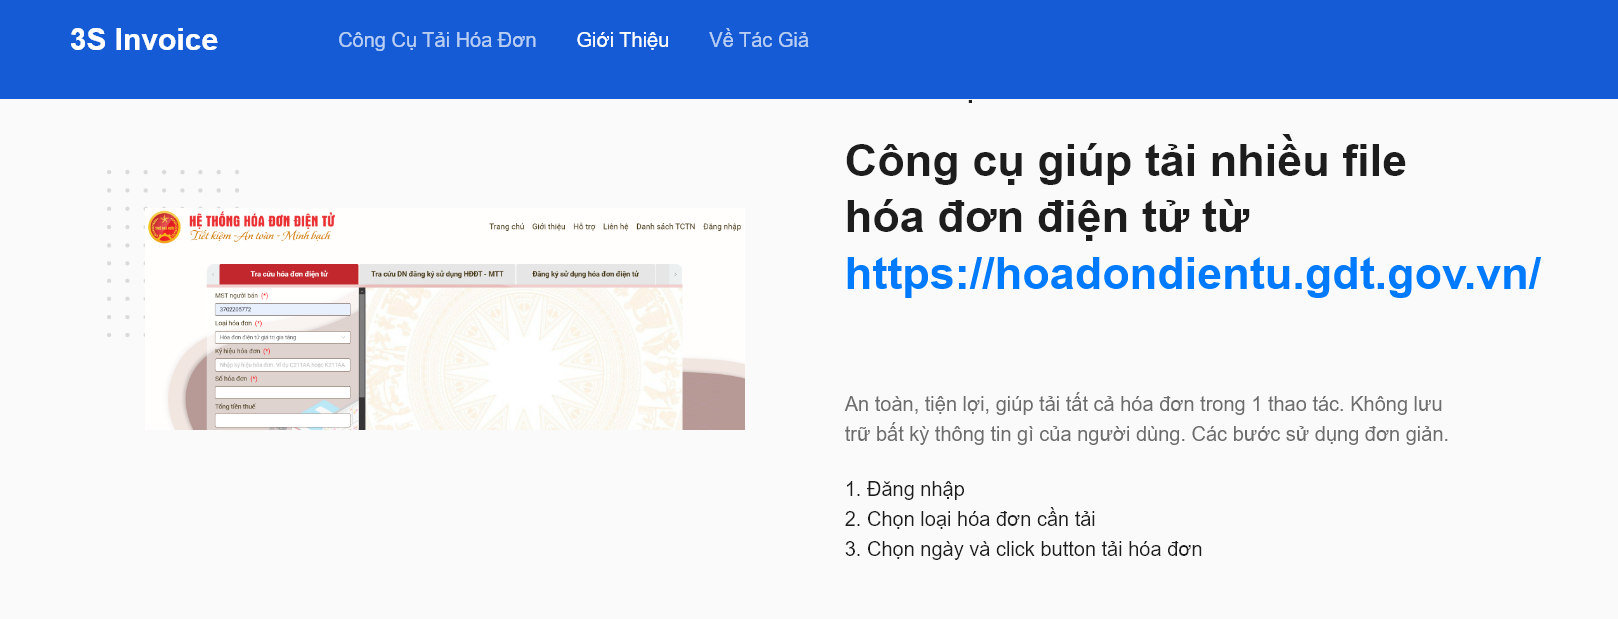 3S Invoice
Công Cụ Tải Hóa Đơn
Giới Thiệu
Về Tác Giả
HỆ THỐNG HÓA ĐƠN ĐIỆN TỬ
Tiết kiệm - An toàn - Minh bạch
Trang chủ Giới thiệu Hỗ trợ Liên hệ Danh sách TCTN Đăng nhập
Tra cứu hóa đơn điện tử
Tra cứu DN đăng ký sử dụng HĐĐT - MTT
Đăng ký sử dụng hóa đơn điện tử
MST người bán (*)
3702205772
Loại hóa đơn (*)
Hóa đơn điện tử giá trị gia tăng
Ký hiệu hóa đơn (*)
Nhập ký hiệu hóa đơn. Ví dụ C21TAA hoặc K21TAA
Số hóa đơn (*)
Tổng tiền thuế
Công cụ giúp tải nhiều file
hóa đơn điện tử từ
https://hoadondientu.gdt.gov.vn/
An toàn, tiện lợi, giúp tải tất cả hóa đơn trong 1 thao tác. Không lưu
trữ bất kỳ thông tin gì của người dùng. Các bước sử dụng đơn giản.
1. Đăng nhập
2. Chọn loại hóa đơn cần tải
3. Chọn ngày và click button tải hóa đơn